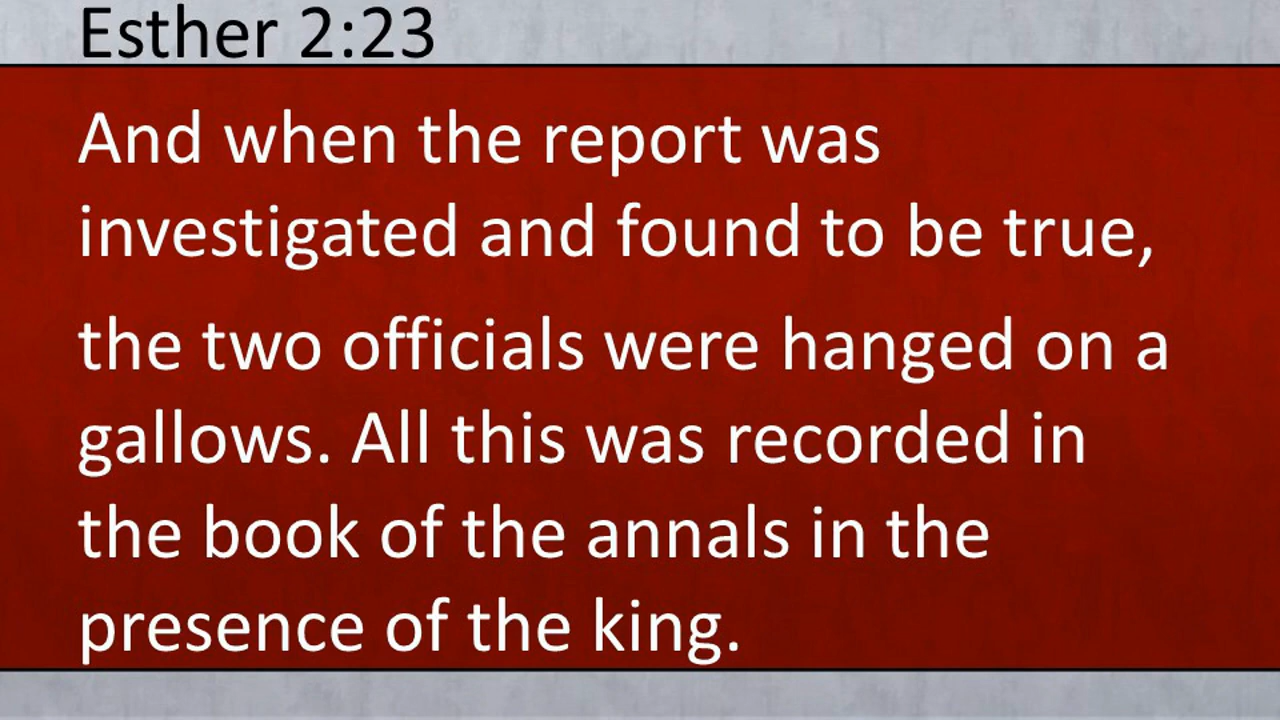 Esther 2:23
And when the report was
investigated and found to be true,
the two officials were hanged on a
gallows. All this was recorded in
the book of the annals in the
presence of the king.